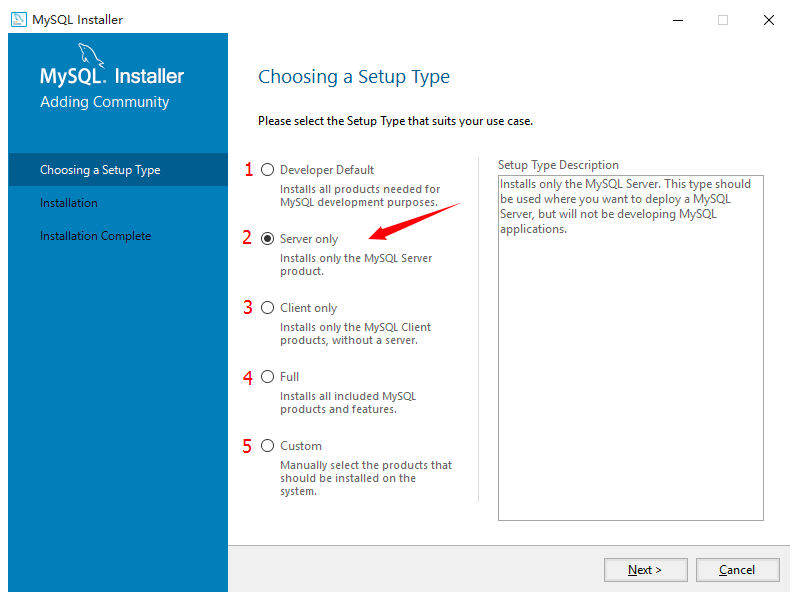 MySQL Installer
MySQL. Installer
Adding Community
Choosing a Setup Type
Installation
Installation Complete
Choosing a Setup Type
Please select the Setup Type that suits your use case.
1 Developer Default
Installs all products needed for
MySQL development purposes.
2 Server only
Installs only the MySQL Server
product.
3 Client only
Installs only the MySQL Client
products, without a server.
4 Full
Installs all included MySQL
products and features.
5 Custom
Manually select the products that
should be installed on the
system.
Setup Type Description
Installs only the MySQL Server. This type should
be used where you want to deploy a MySQL
Server, but will not be developing MySQL
applications.
Next >
Cancel